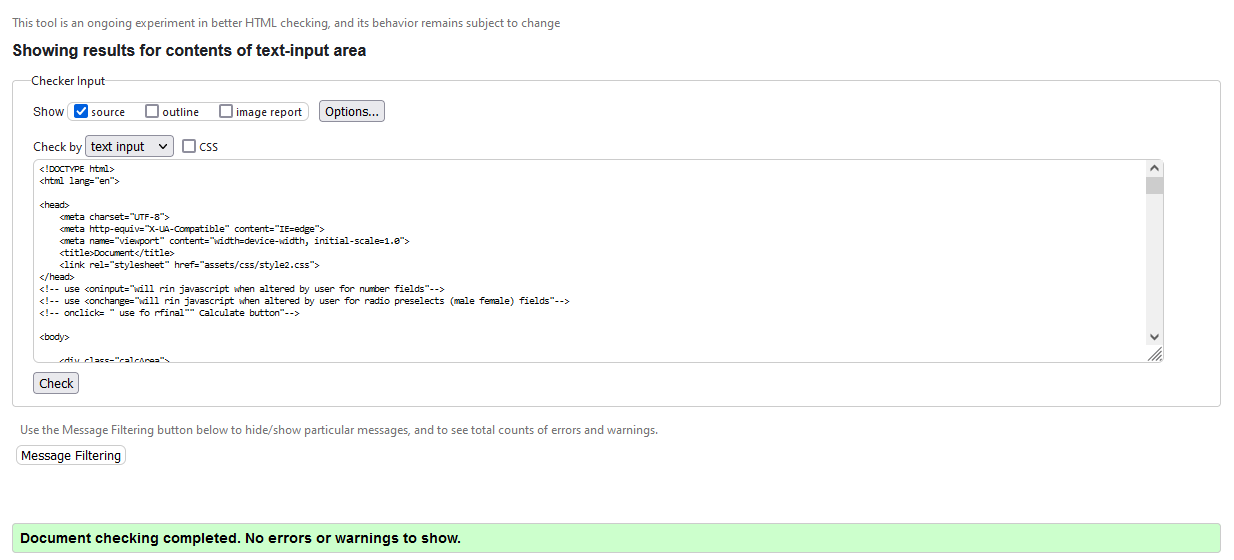 This tool is an ongoing experiment in better HTML checking, and its behavior remains subject to change
Showing results for contents of text-input area
Checker Input
Show source outline image report Options...
Check by text input CSS
<!DOCTYPE html>
<html lang="en">
<head>
<meta charset="UTF-8">
<meta http-equiv="X-UA-Compatible" content="IE=edge">
<meta name="viewport" content="width=device-width, initial-scale=1.0">
<title>Document</title>
<link rel="stylesheet" href="assets/css/style2.css">
</head>
<!-- use <oninput="will rin javascript when altered by user for number fields"-->
<!-- use <onchange="will rin javascript when altered by user for radio preselects (male female) fields"-->
<!-- onclick= " use fo rfinal"" Calculate button"-->
<body>
<div class="calcArea">
Check
Use the Message Filtering button below to hide/show particular messages, and to see total counts of errors and warnings.
Message Filtering
Document checking completed. No errors or warnings to show.